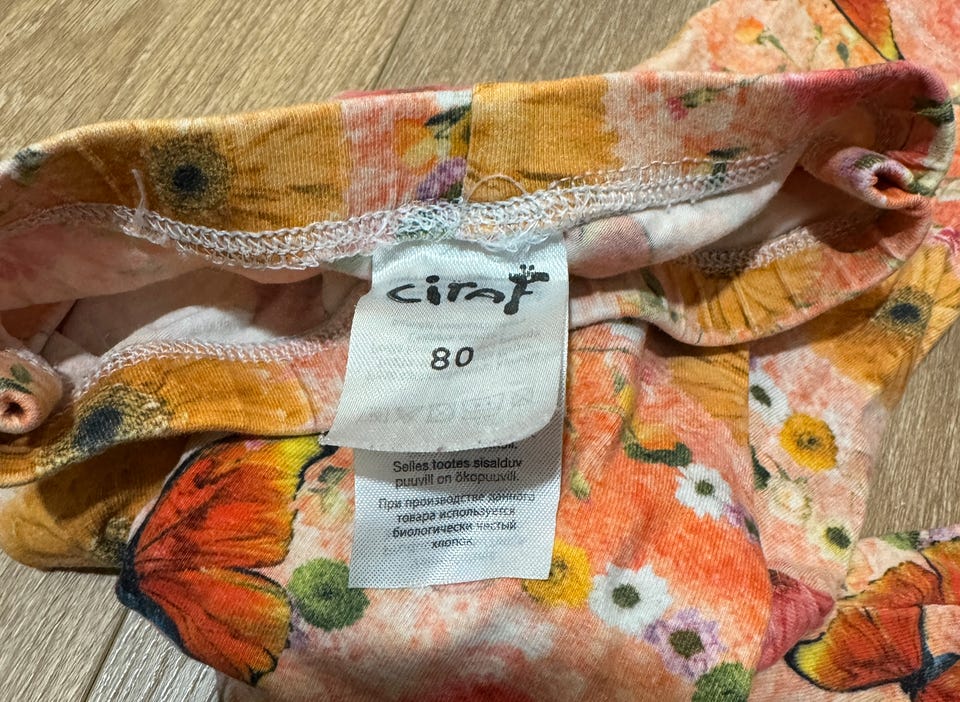 ciraF
80
Selles tootes sisalduv
puuvill on ökopuuvill.
При производстве данного
товара используется
биологически чистый
хлопок.